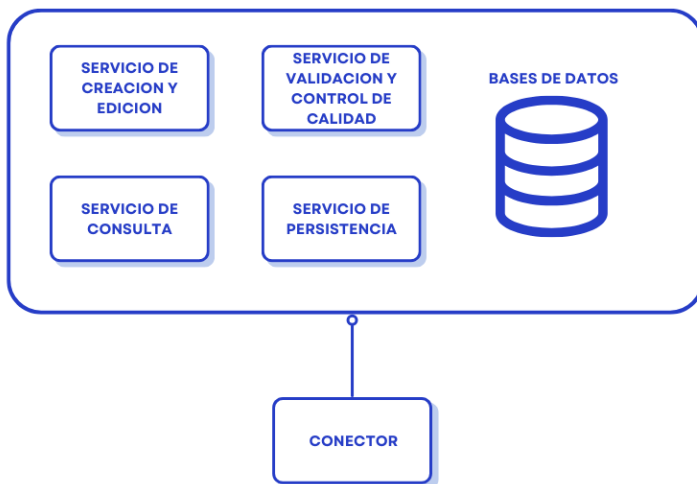 SERVICIO DE
CREACION Y
EDICION
SERVICIO DE
VALIDACION Y
CONTROL DE
CALIDAD
BASES DE DATOS
SERVICIO DE
CONSULTA
SERVICIO DE
PERSISTENCIA
CONECTOR